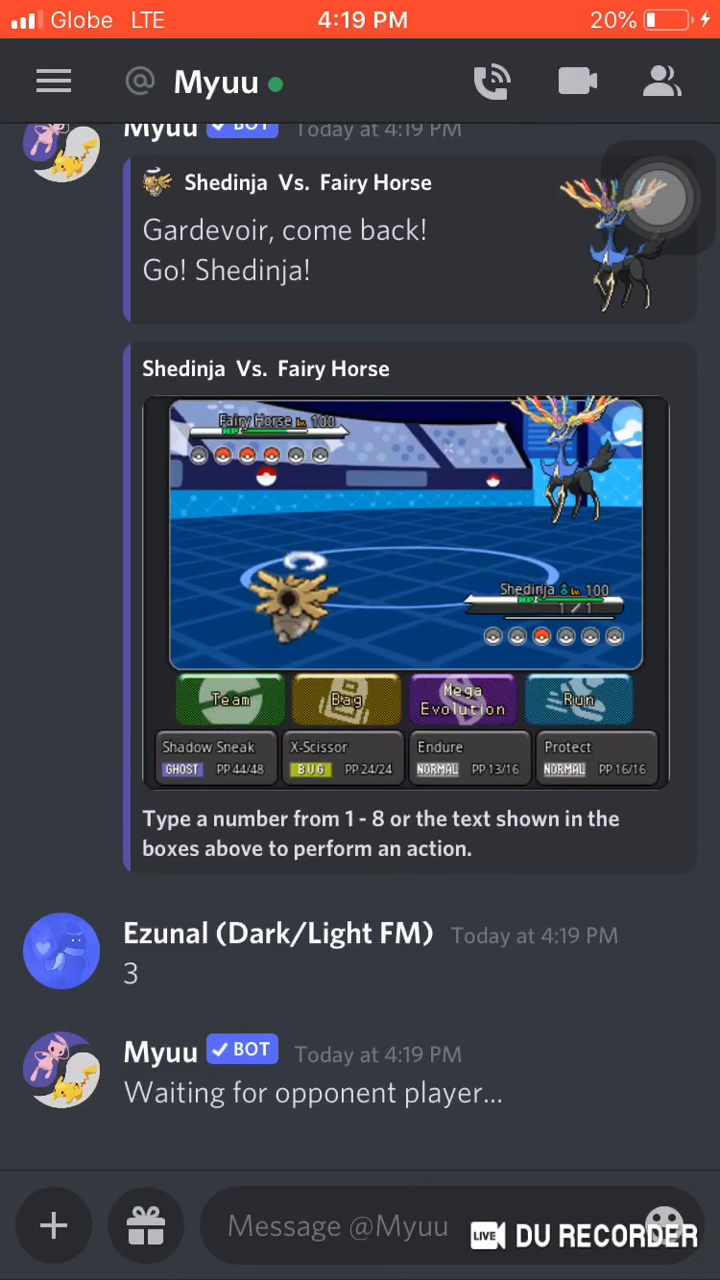 Globe LTE 4:19 PM 20%
@ Myuu
Myuu BOT Today at 4:19 PM
Shedinja Vs. Fairy Horse
Gardevoir, come back!
Go! Shedinja!
Shedinja Vs. Fairy Horse
Fairy Horse Lv. 100
HP
Shedinja ♂ Lv. 100
HP
1 / 1
Team Bag Mega Evolution Run
Shadow Sneak X-Scissor Endure Protect
GHOST PP 44/48 BUG PP 24/24 NORMAL PP 13/16 NORMAL PP 16/16
Type a number from 1 - 8 or the text shown in the
boxes above to perform an action.
Ezunal (Dark/Light FM) Today at 4:19 PM
3
Myuu BOT Today at 4:19 PM
Waiting for opponent player...
Message @Myuu
LIVE DU RECORDER